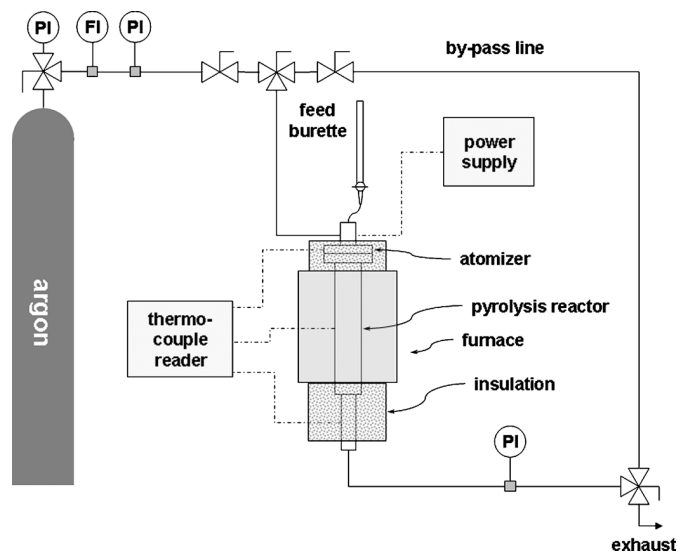 PI
FI
PI
by-pass line
feed
burette
power
supply
argon
atomizer
thermo-
couple
reader
pyrolysis reactor
furnace
insulation
PI
exhaust